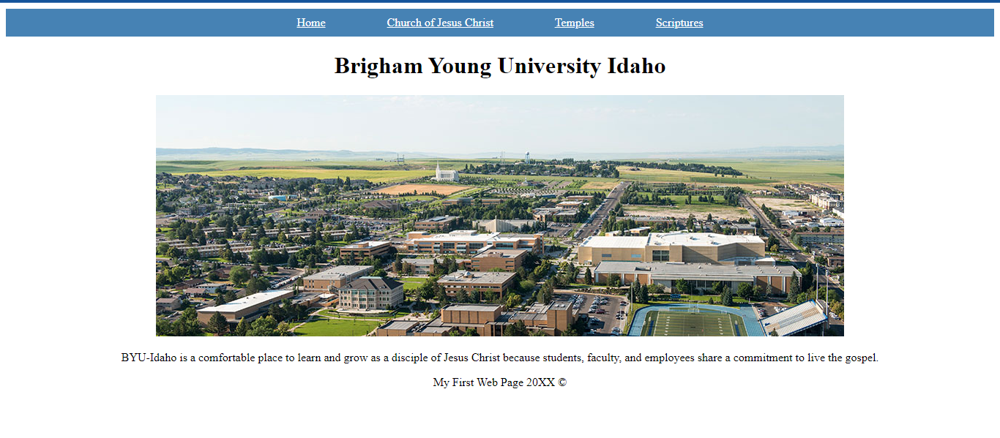 Home Church of Jesus Christ Temples Scriptures
Brigham Young University Idaho
BYU-Idaho is a comfortable place to learn and grow as a disciple of Jesus Christ because students, faculty, and employees share a commitment to live the gospel.
My First Web Page 20XX ©